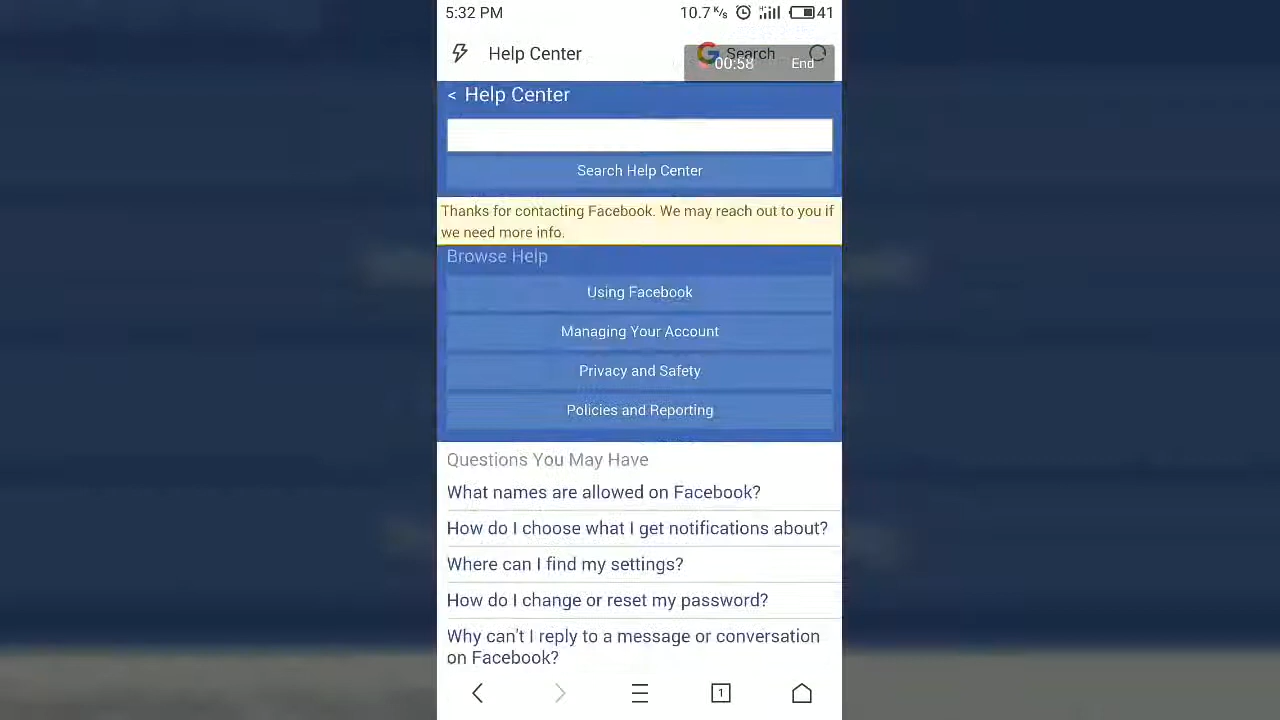 5:32 PM 10.7 K/s 41
Help Center Search
00:58 End
< Help Center
Search Help Center
Thanks for contacting Facebook. We may reach out to you if
we need more info.
Browse Help
Using Facebook
Managing Your Account
Privacy and Safety
Policies and Reporting
Questions You May Have
What names are allowed on Facebook?
How do I choose what I get notifications about?
Where can I find my settings?
How do I change or reset my password?
Why can't I reply to a message or conversation
on Facebook?
1